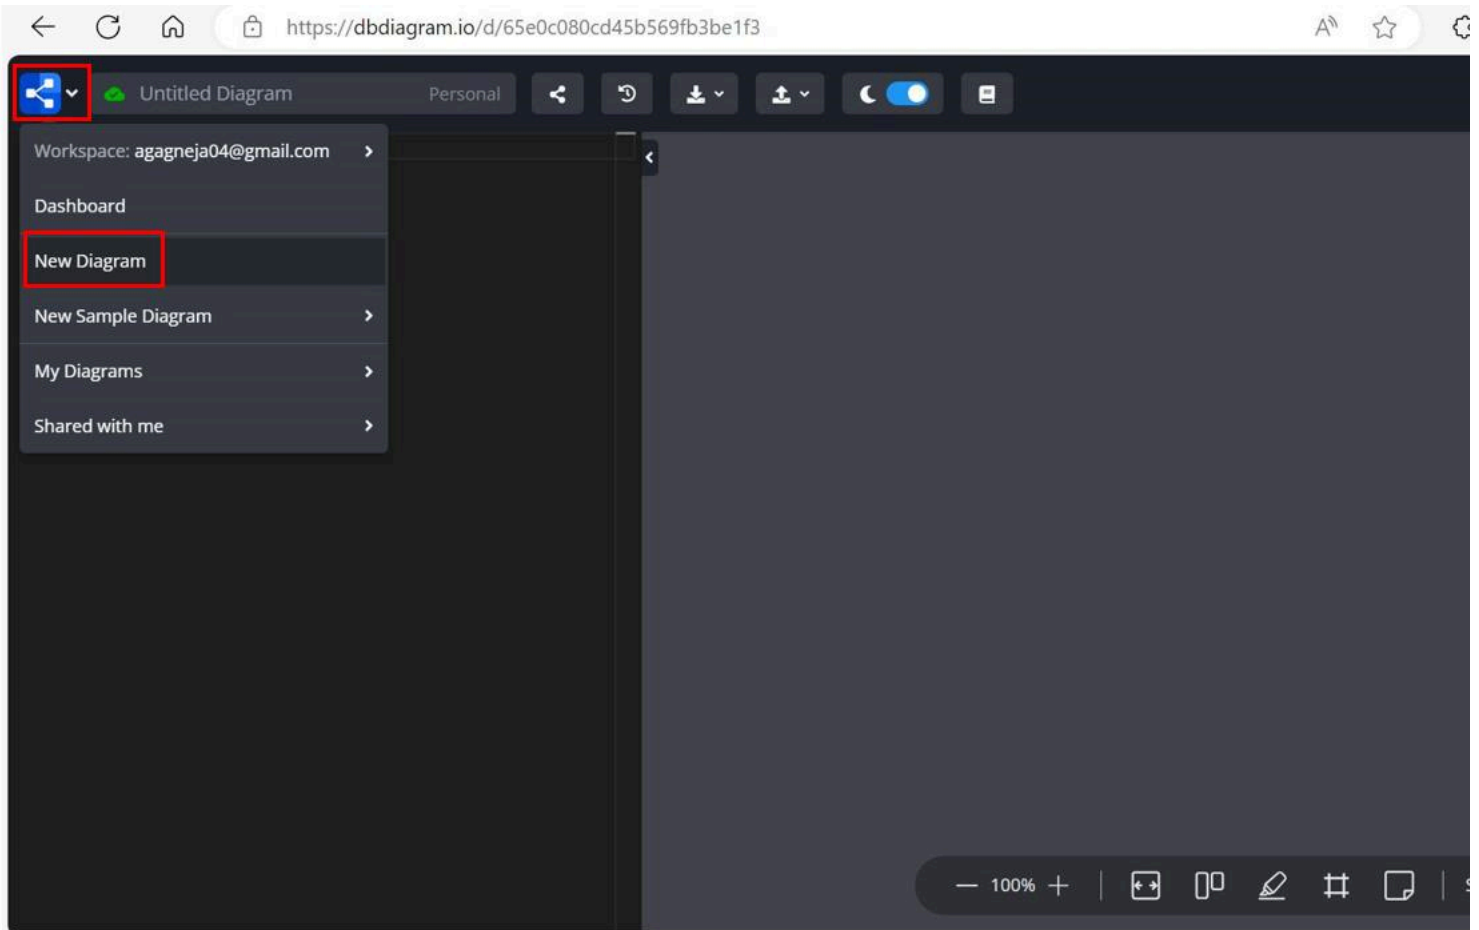 https://dbdiagram.io/d/65e0c080cd45b569fb3be1f3
Untitled Diagram Personal
Workspace: agagneja04@gmail.com
Dashboard
New Diagram
New Sample Diagram
My Diagrams
Shared with me
100%